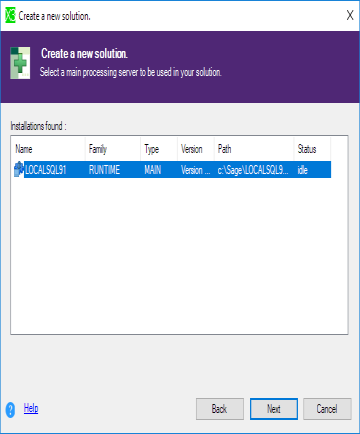 X3 Create a new solution. X
Create a new solution.
Select a main processing server to be used in your solution.
Installations found :
Name Family Type Version Path Status
LOCALSQL91 RUNTIME MAIN Version ... c:\Sage\LOCALSQL9... idle
? Help Back Next Cancel